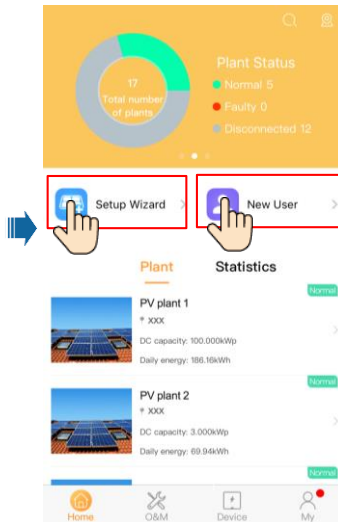 17
Total number
of plants
Plant Status
Normal 5
Faulty 0
Disconnected 12
Setup Wizard
New User
Plant
Statistics
Normal
PV plant 1
XXX
DC capacity: 100.000kWp
Daily energy: 186.16kWh
Normal
PV plant 2
XXX
DC capacity: 3.000kWp
Daily energy: 69.94kWh
Normal
Home
O&M
Device
My